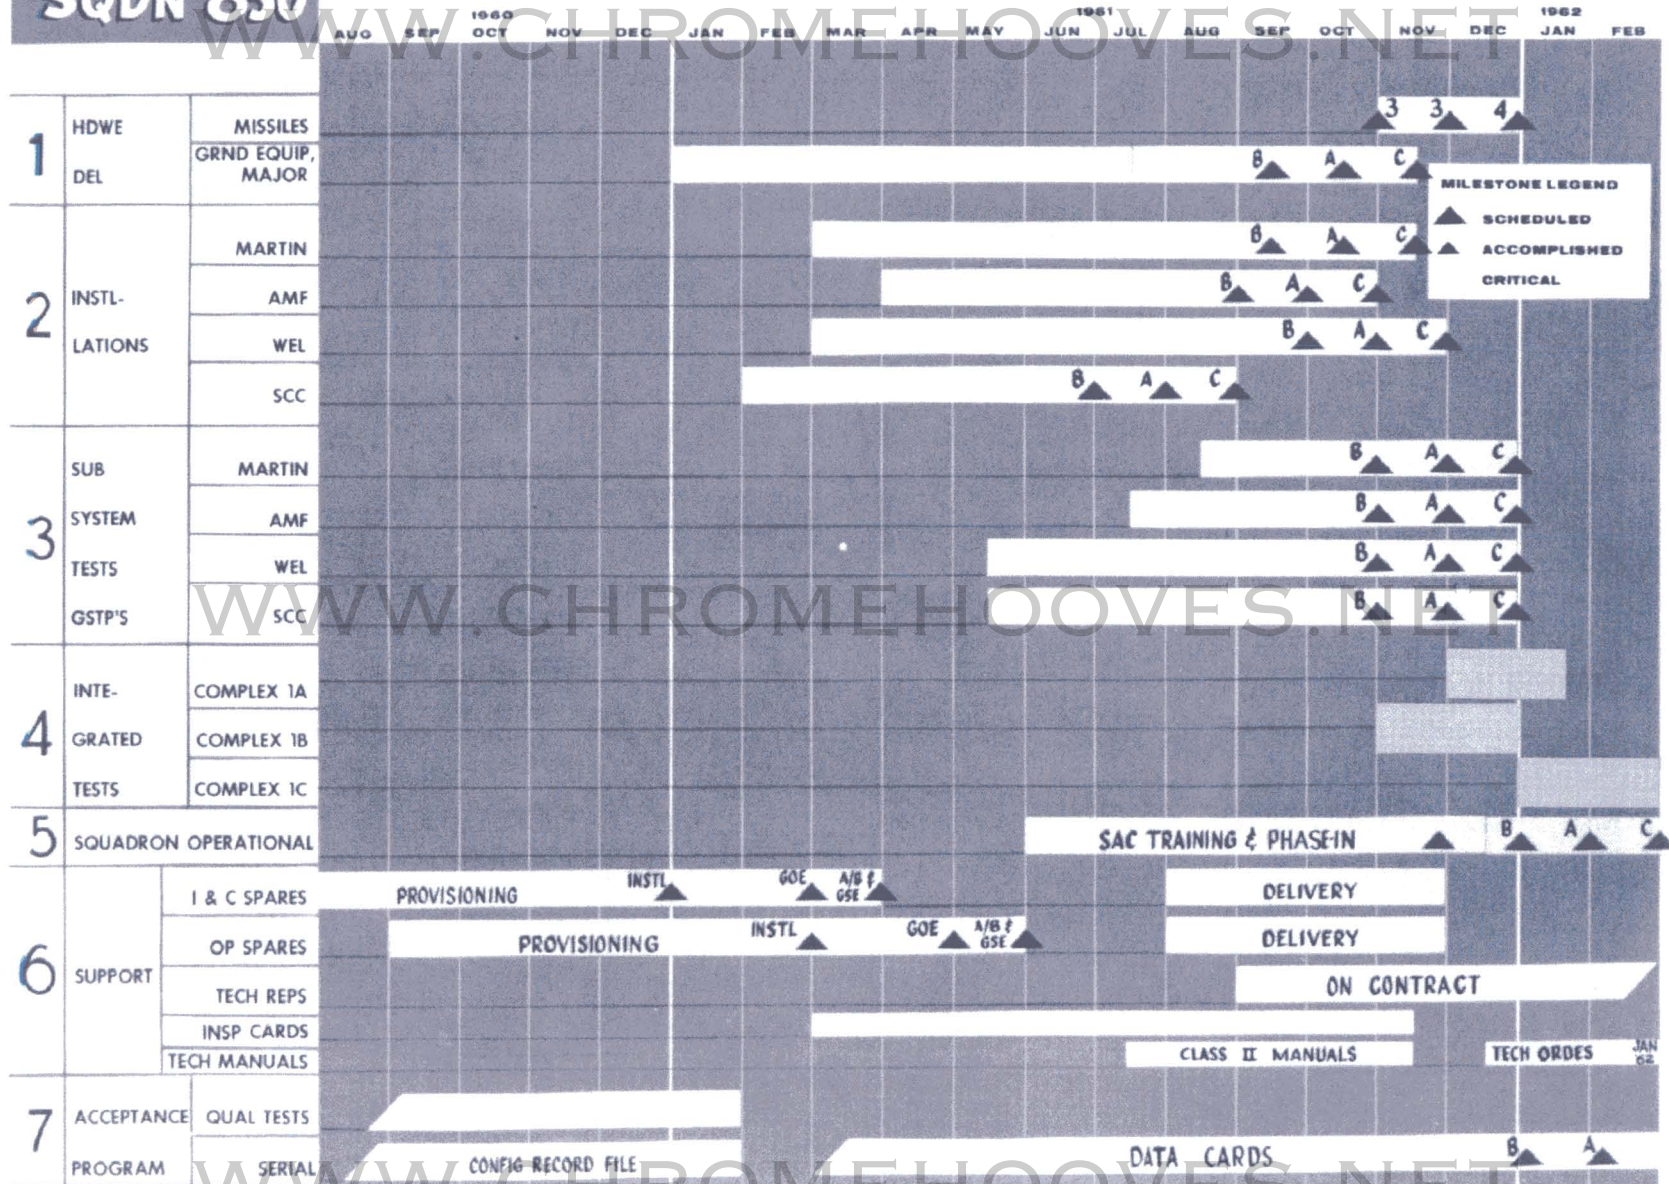 SQDN 850
1960 1961 1962
AUG SEP OCT NOV DEC JAN FEB MAR APR MAY JUN JUL AUG SEP OCT NOV DEC JAN FEB
WWW.CHROMEHOOVES.NET
1 HDWE DEL
MISSILES 3 3 4
GRND EQUIP, MAJOR B A C
MILESTONE LEGEND
SCHEDULED
ACCOMPLISHED
CRITICAL
2 INSTL-
LATIONS
MARTIN B A C
AMF B A C
WEL B A C
SCC B A C
3 SUB
SYSTEM
TESTS
GSTP'S
MARTIN B A C
AMF B A C
WEL B A C
SCC B A C
WWW.CHROMEHOOVES.NET
4 INTE-
GRATED
TESTS
COMPLEX 1A
COMPLEX 1B
COMPLEX 1C
5 SQUADRON OPERATIONAL SAC TRAINING & PHASE-IN B A C
6 SUPPORT
I & C SPARES PROVISIONING INSTL GOE A/B & GSE DELIVERY
OP SPARES PROVISIONING INSTL GOE A/B & GSE DELIVERY
TECH REPS ON CONTRACT
INSP CARDS
TECH MANUALS CLASS II MANUALS TECH ORDES JAN '62
7 ACCEPTANCE
PROGRAM
QUAL TESTS
SERIAL CONFIG RECORD FILE DATA CARDS B A
WWW.CHROMEHOOVES.NET